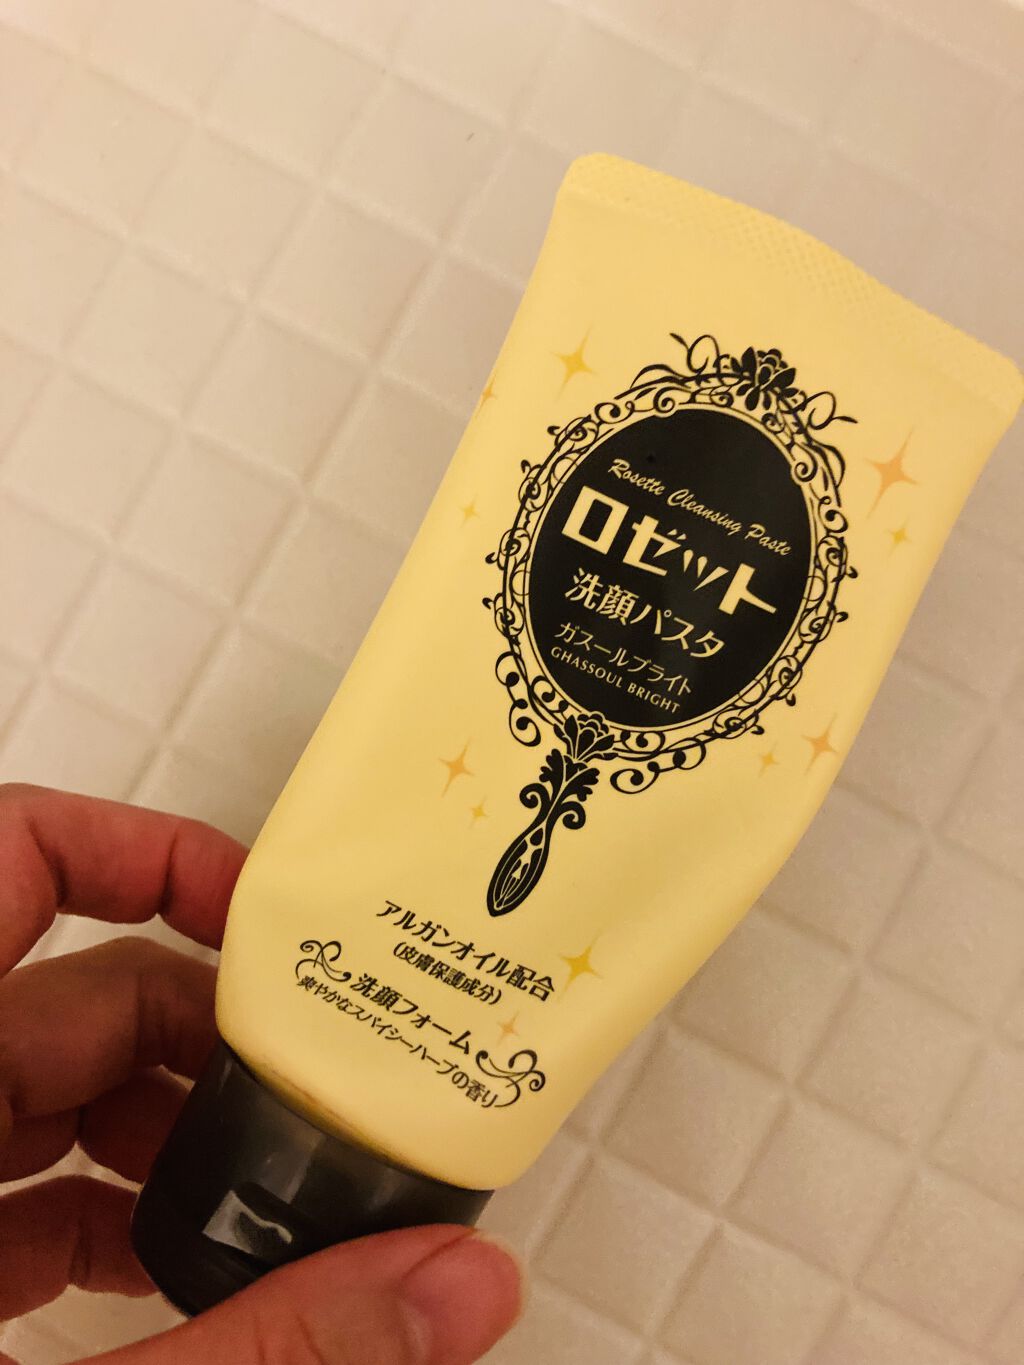 Rosette Cleansing Paste
ロゼット
洗顔パスタ
ガスールブライト
GHASSOUL BRIGHT
アルガンオイル配合
(皮膚保護成分)
洗顔フォーム
爽やかなスパイシーハーブの香り